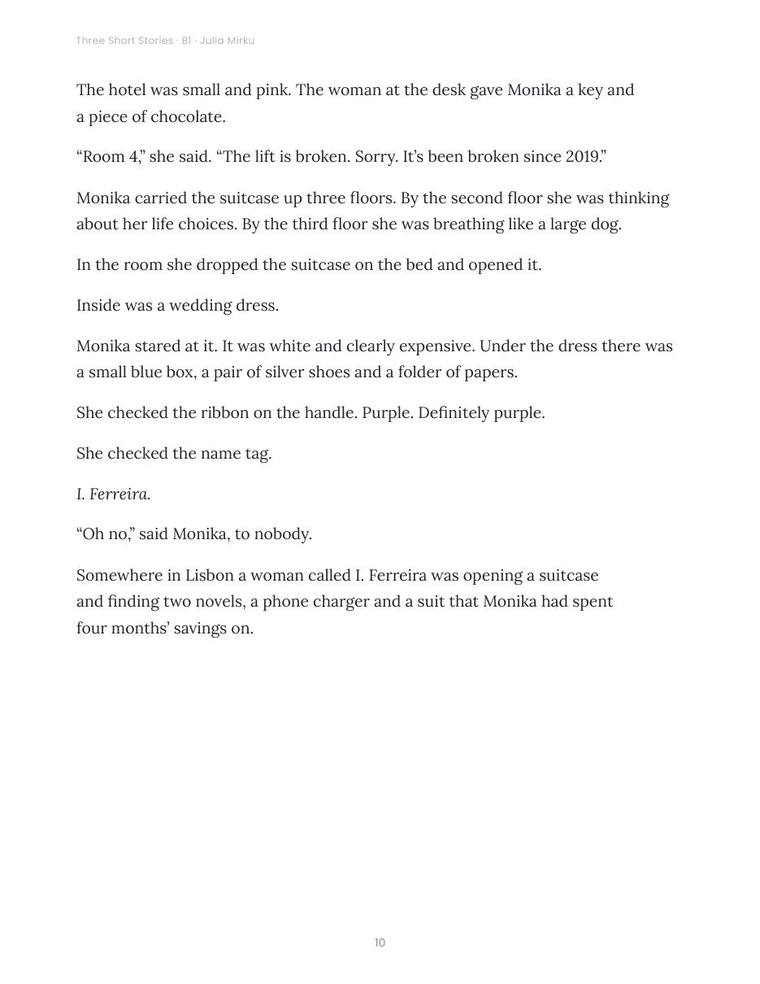 Three Short Stories · B1 · Julia Mirku
The hotel was small and pink. The woman at the desk gave Monika a key and
a piece of chocolate.
“Room 4,” she said. “The lift is broken. Sorry. It’s been broken since 2019.”
Monika carried the suitcase up three floors. By the second floor she was thinking
about her life choices. By the third floor she was breathing like a large dog.
In the room she dropped the suitcase on the bed and opened it.
Inside was a wedding dress.
Monika stared at it. It was white and clearly expensive. Under the dress there was
a small blue box, a pair of silver shoes and a folder of papers.
She checked the ribbon on the handle. Purple. Definitely purple.
She checked the name tag.
I. Ferreira.
“Oh no,” said Monika, to nobody.
Somewhere in Lisbon a woman called I. Ferreira was opening a suitcase
and finding two novels, a phone charger and a suit that Monika had spent
four months’ savings on.
10